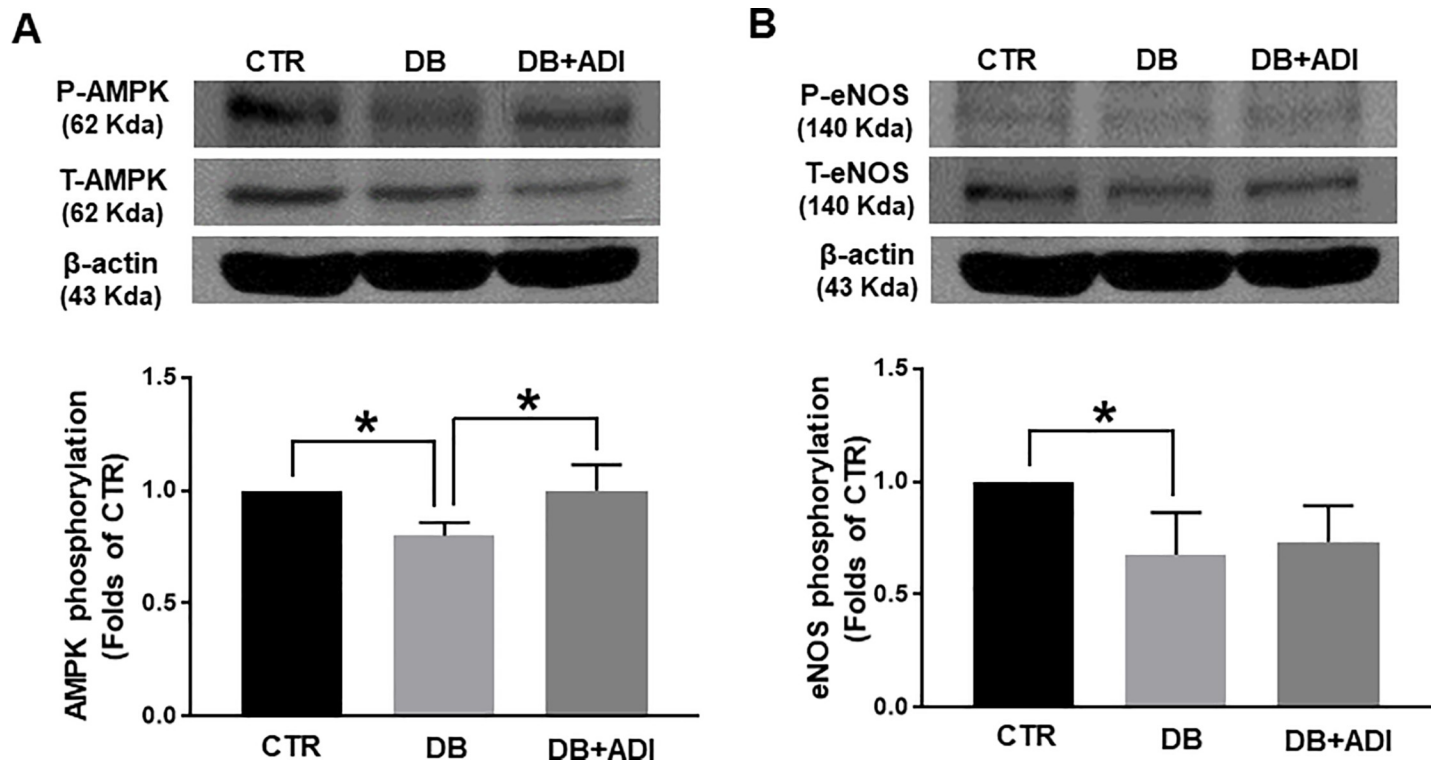 A
CTR DB DB+ADI
P-AMPK
(62 Kda)
T-AMPK
(62 Kda)
β-actin
(43 Kda)
AMPK phosphorylation
(Folds of CTR)
1.5
1.0
0.5
0.0
* *
CTR DB DB+ADI
B
CTR DB DB+ADI
P-eNOS
(140 Kda)
T-eNOS
(140 Kda)
β-actin
(43 Kda)
eNOS phosphorylation
(Folds of CTR)
1.5
1.0
0.5
0.0
*
CTR DB DB+ADI